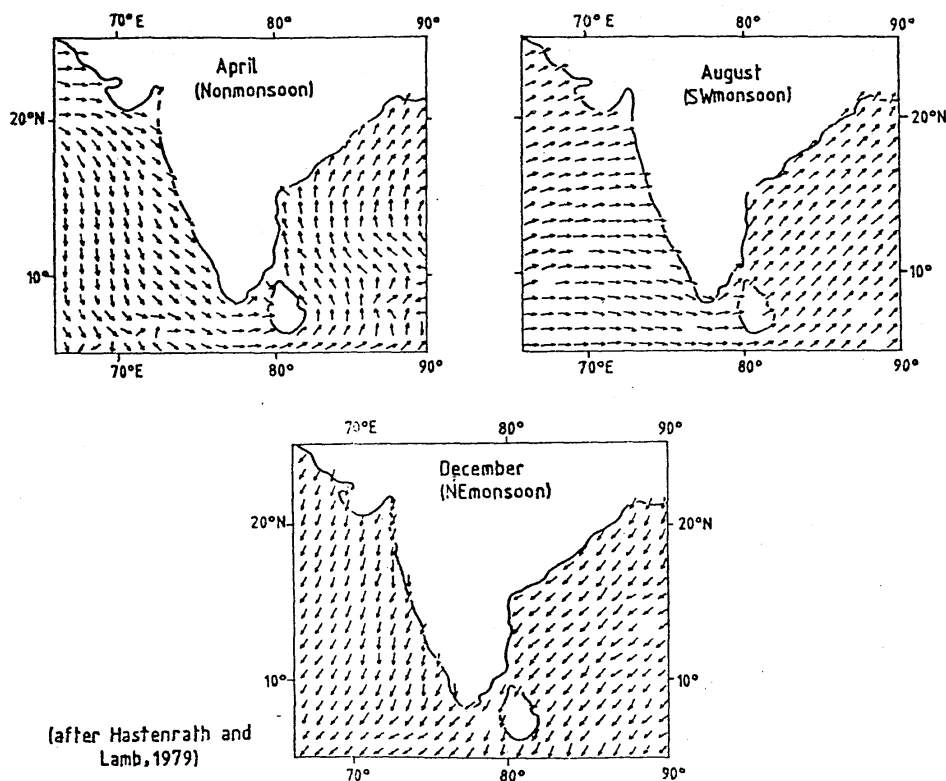 70°E 80° 90°
April
(Nonmonsoon)
20°N
10°
70°E 80° 90°
70°E 80° 90°
August
(SWmonsoon)
20°N
10°
70° 80° 90°
70°E 80° 90°
December
(NEmonsoon)
20°N 20°N
10° 10°
70° 80° 90°
(after Hastenrath and
Lamb,1979)